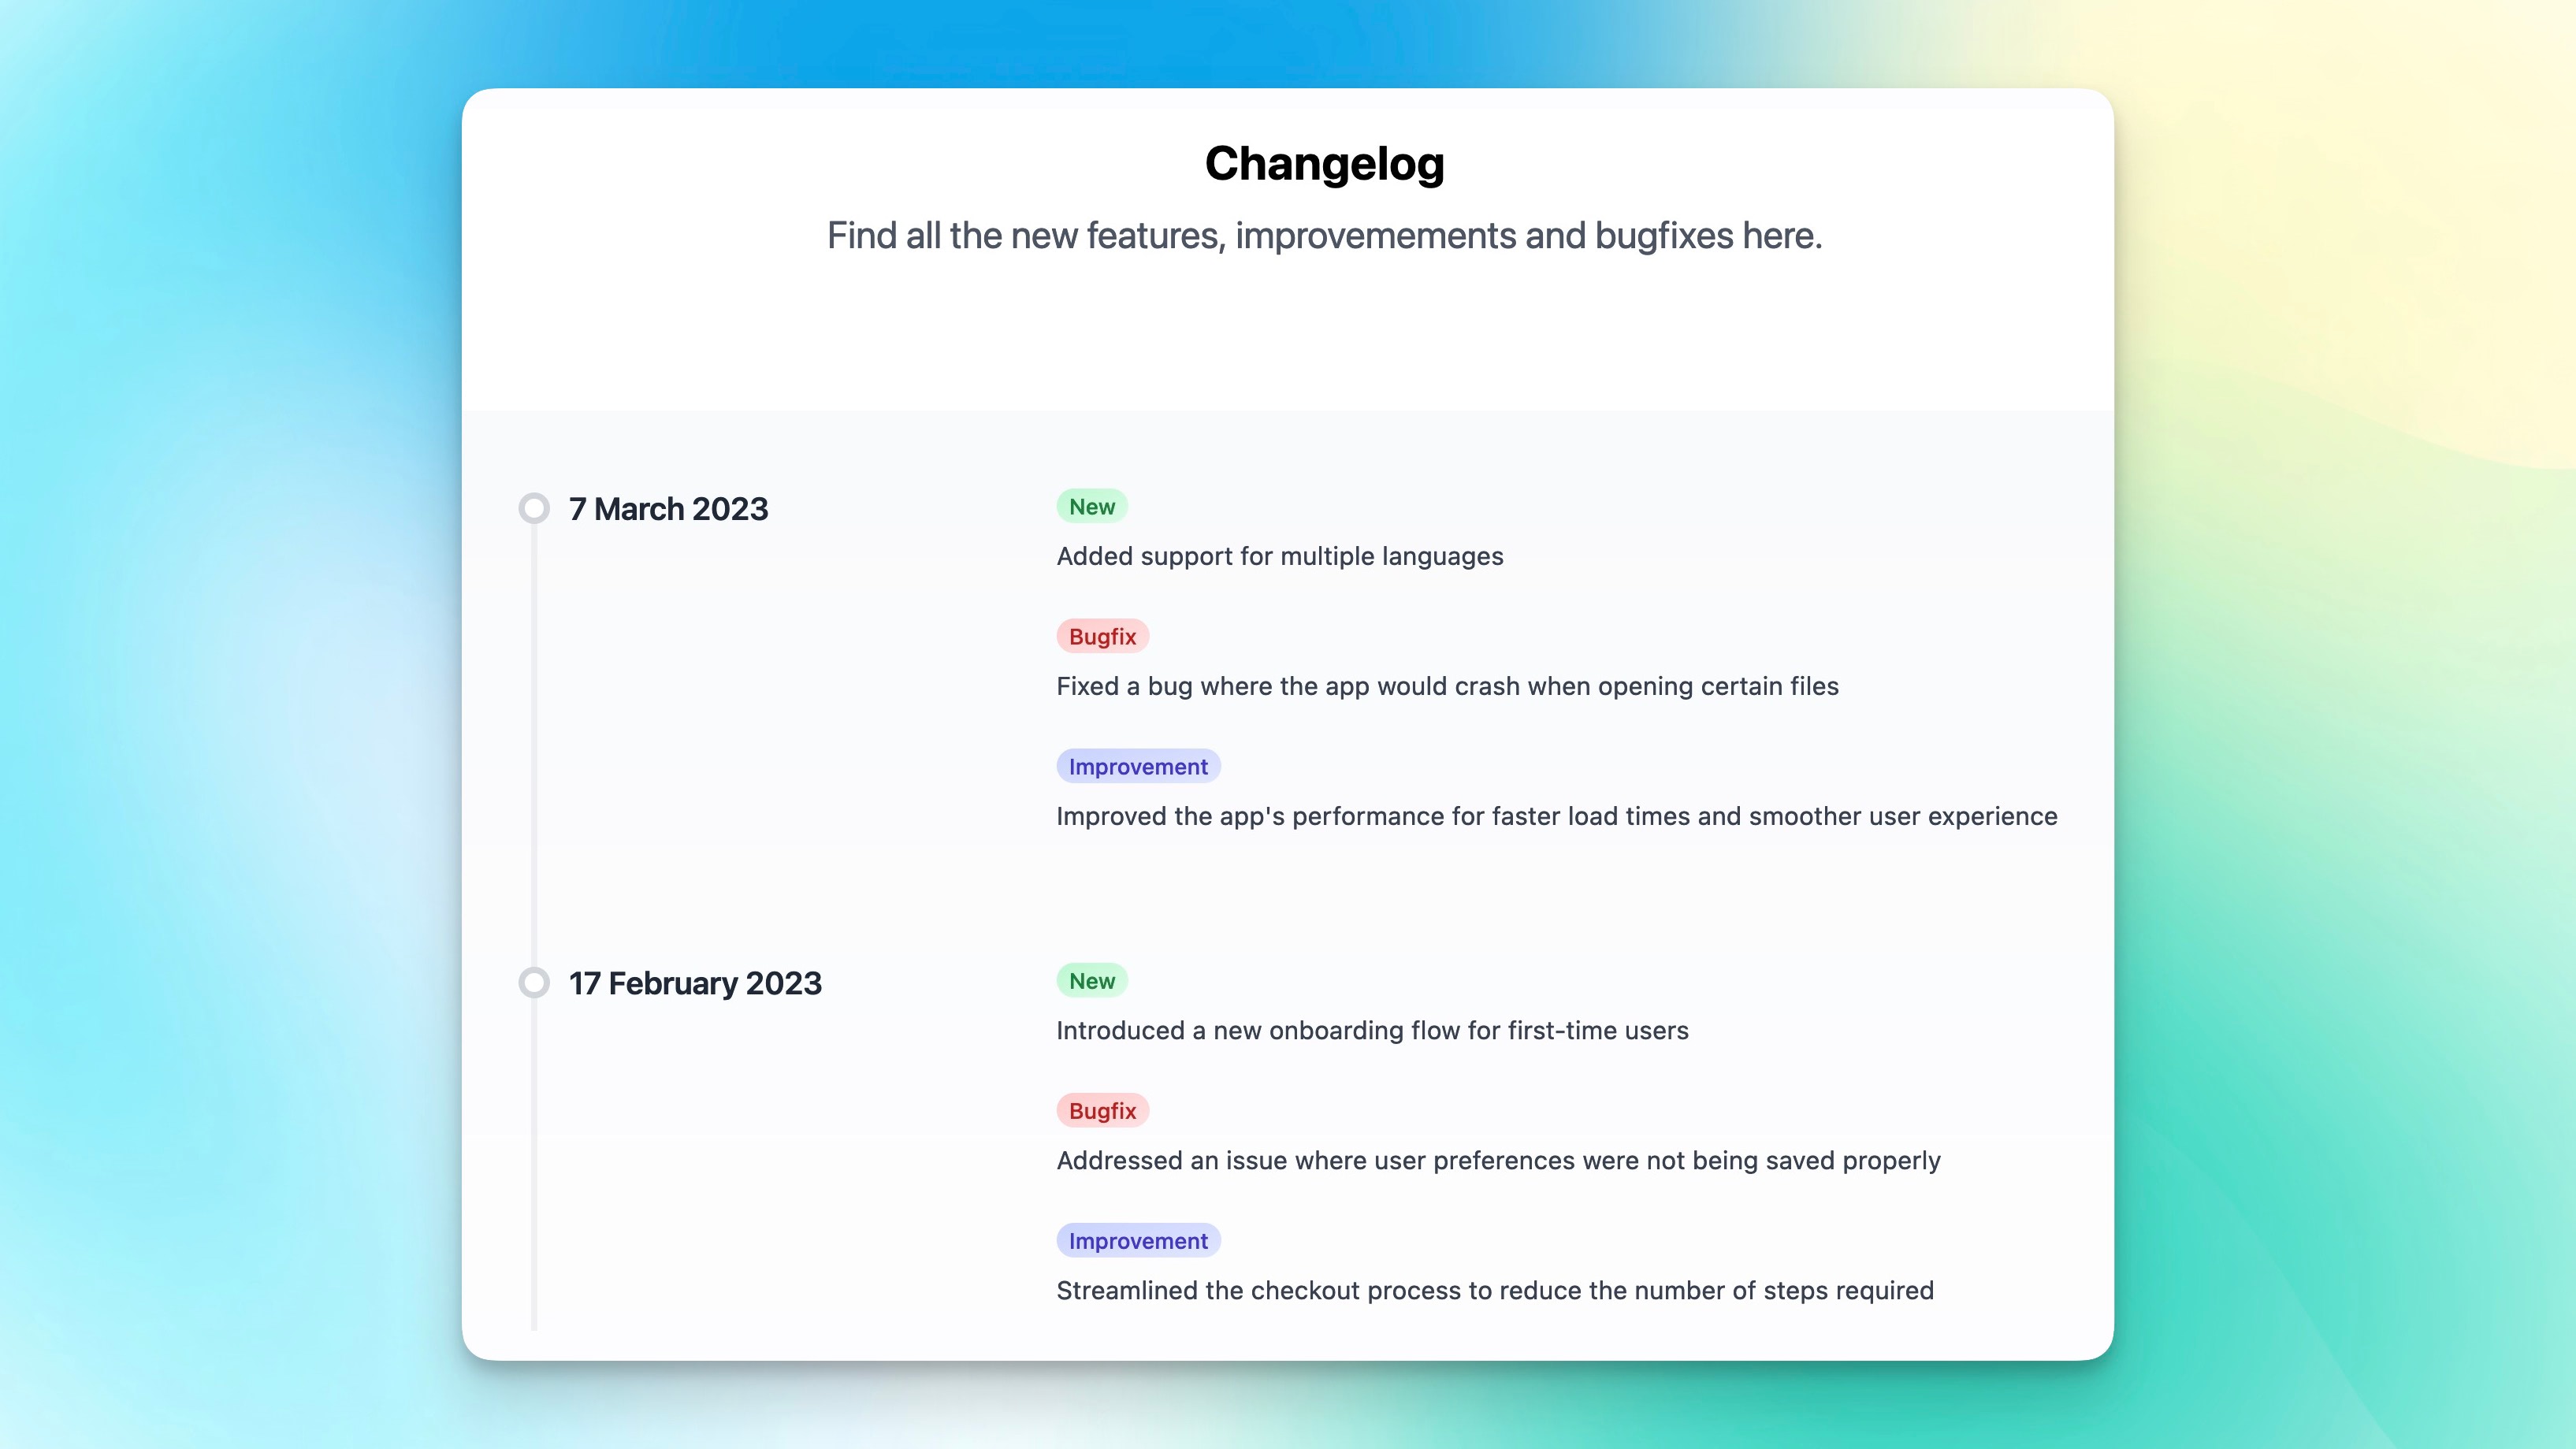 Changelog
Find all the new features, improvemements and bugfixes here.
7 March 2023
New
Added support for multiple languages
Bugfix
Fixed a bug where the app would crash when opening certain files
Improvement
Improved the app's performance for faster load times and smoother user experience
17 February 2023
New
Introduced a new onboarding flow for first-time users
Bugfix
Addressed an issue where user preferences were not being saved properly
Improvement
Streamlined the checkout process to reduce the number of steps required